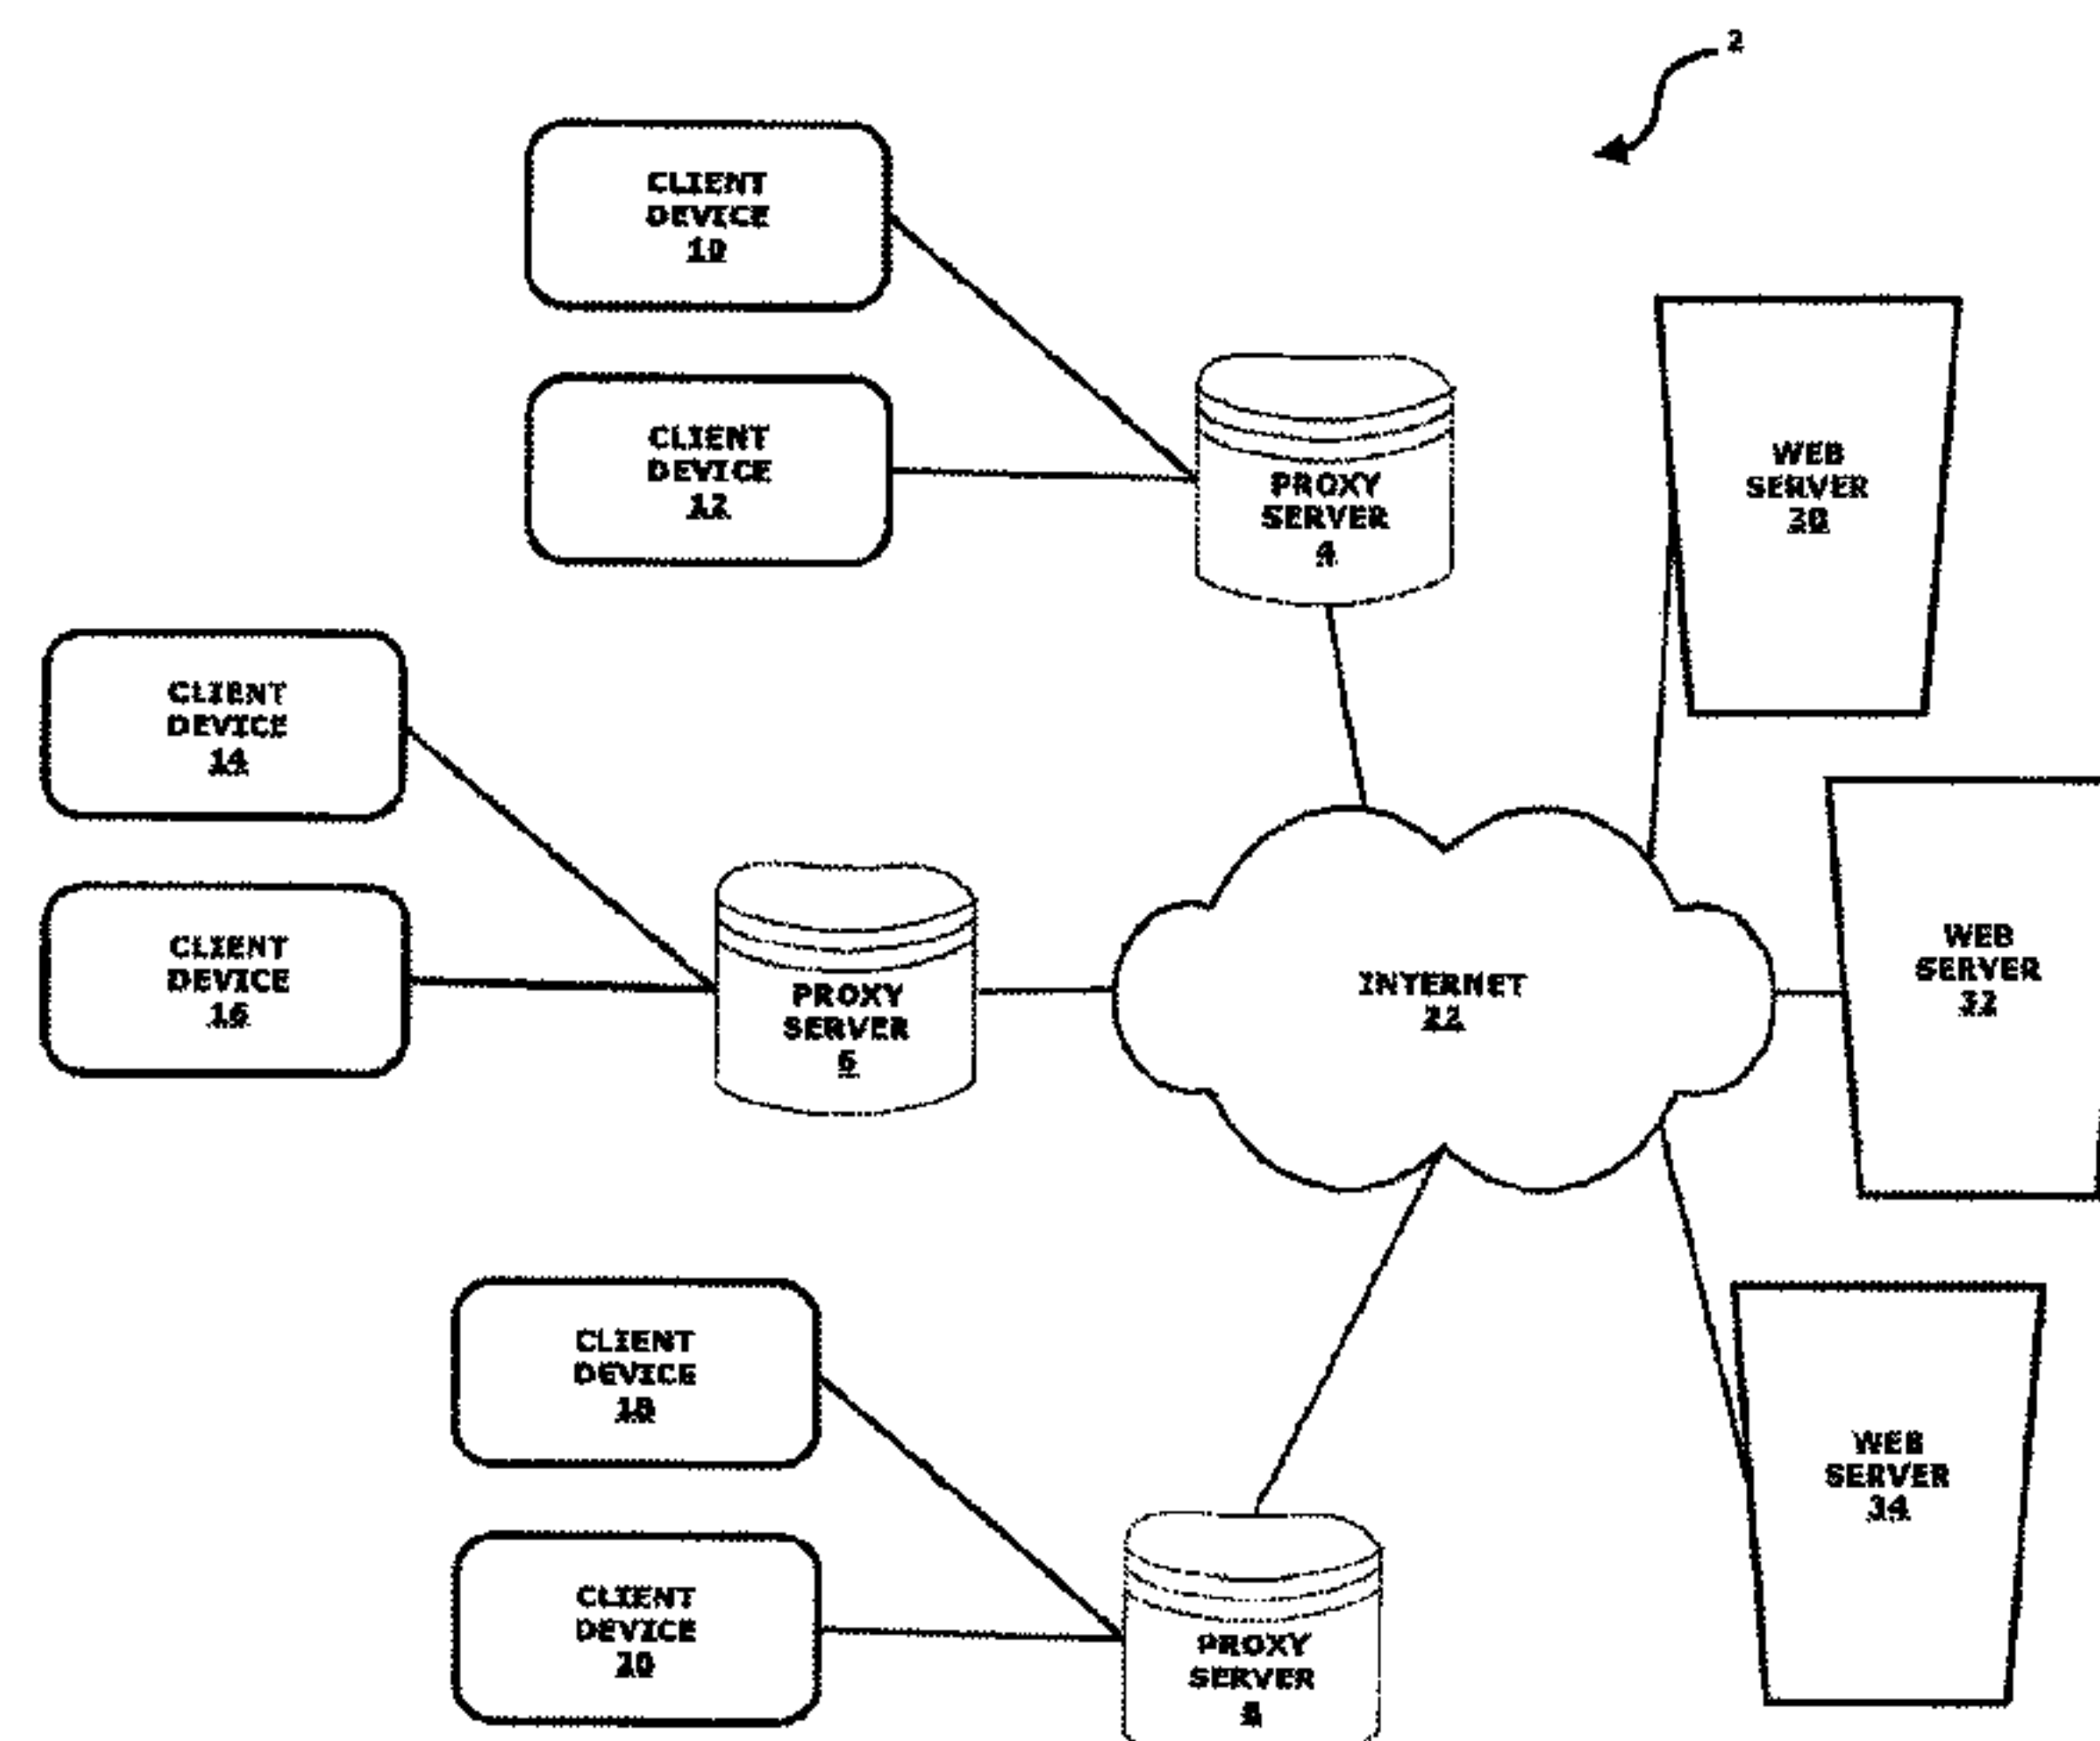 2
CLIENT
DEVICE
10
CLIENT
DEVICE
12
PROXY
SERVER
4
WEB
SERVER
30
CLIENT
DEVICE
14
CLIENT
DEVICE
16
PROXY
SERVER
6
INTERNET
22
WEB
SERVER
32
CLIENT
DEVICE
18
CLIENT
DEVICE
20
PROXY
SERVER
8
WEB
SERVER
34